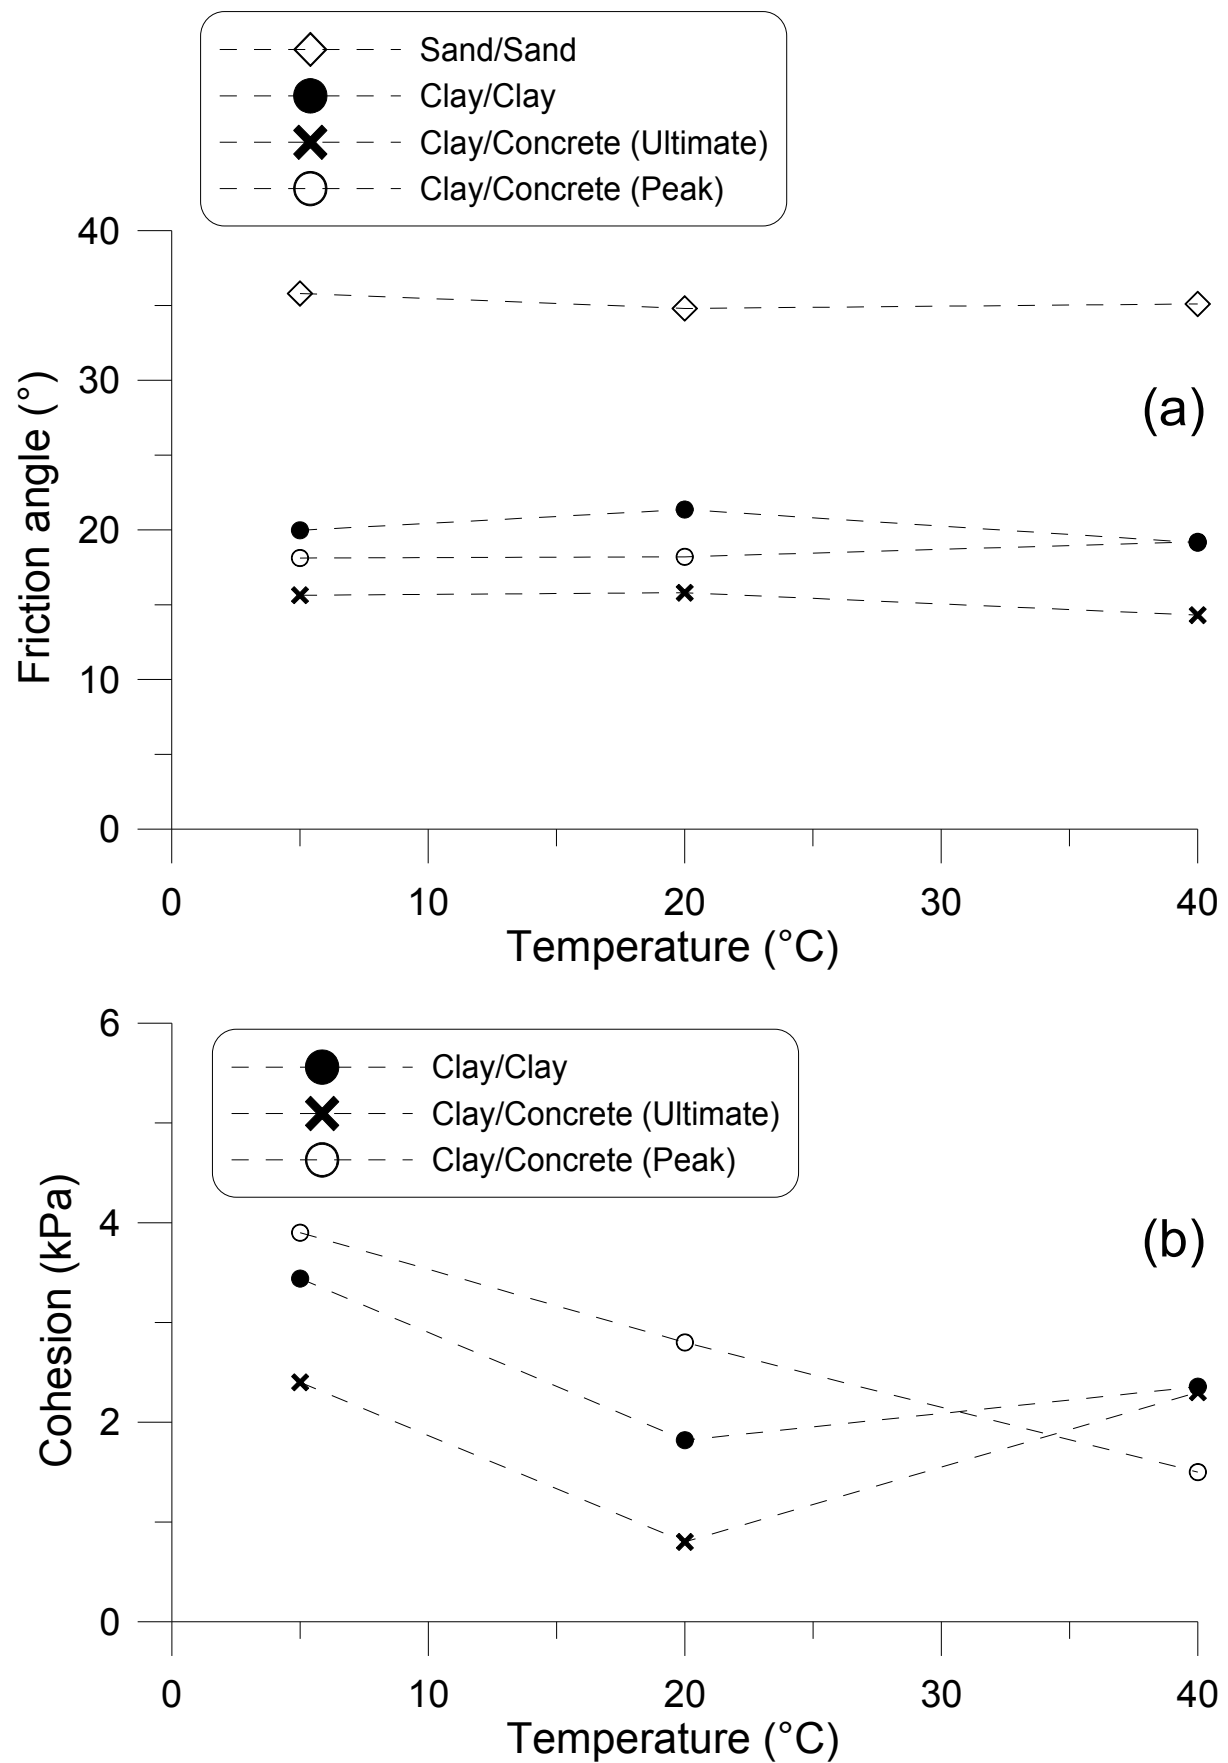 Sand/Sand
Clay/Clay
Clay/Concrete (Ultimate)
Clay/Concrete (Peak)
40
30
20
10
0
Friction angle (°)
(a)
0 10 20 30 40
Temperature (°C)
6
4
2
0
Cohesion (kPa)
Clay/Clay
Clay/Concrete (Ultimate)
Clay/Concrete (Peak)
(b)
0 10 20 30 40
Temperature (°C)